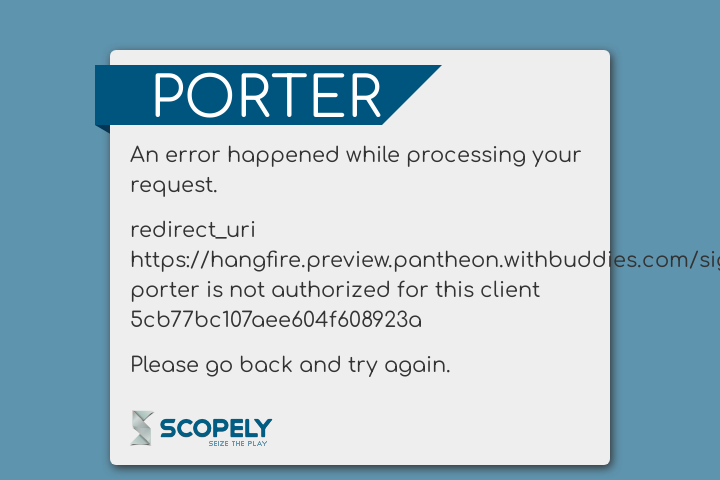 PORTER
An error happened while processing your
request.
redirect_uri
https://hangfire.preview.pantheon.withbuddies.com/sig
porter is not authorized for this client
5cb77bc107aee604f608923a
Please go back and try again.
SCOPELY
SEIZE THE PLAY